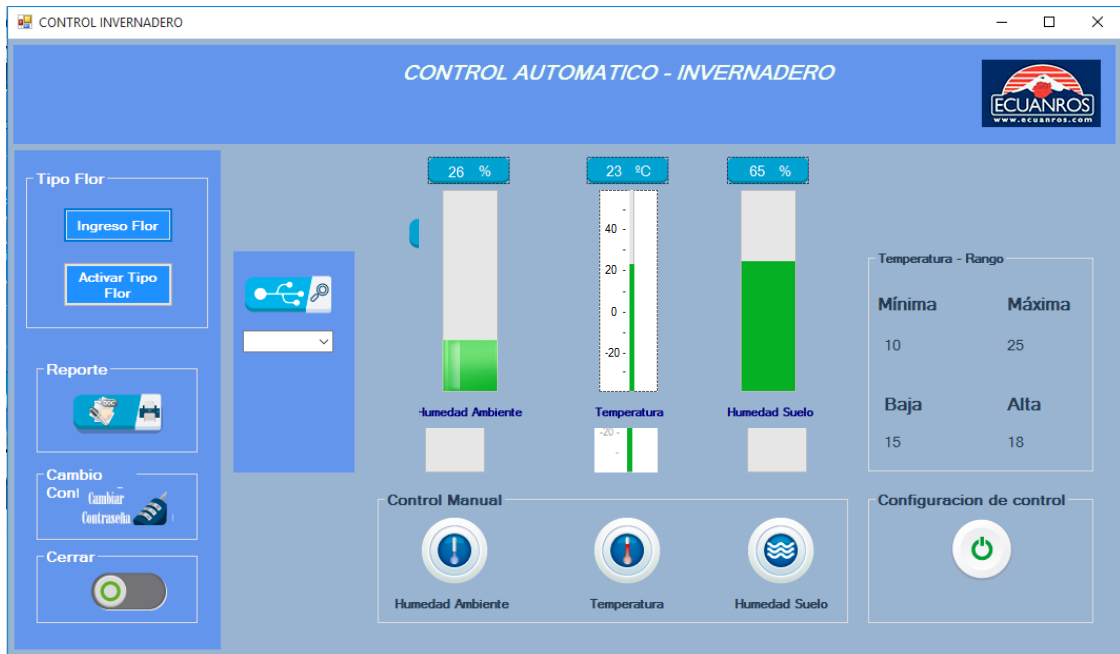 CONTROL INVERNADERO
CONTROL AUTOMATICO - INVERNADERO
ECUANROS
www.ecuanros.com
Tipo Flor
Ingreso Flor
Activar Tipo
Flor
Reporte
DOC
Cambio
Cont
Cambiar
Contraseña
Cerrar
26 %
23 ºC
65 %
40
20
0
-20
Humedad Ambiente
Temperatura
Humedad Suelo
-20
Temperatura - Rango
Mínima
Máxima
10
25
Baja
Alta
15
18
Control Manual
Humedad Ambiente
Temperatura
Humedad Suelo
Configuracion de control